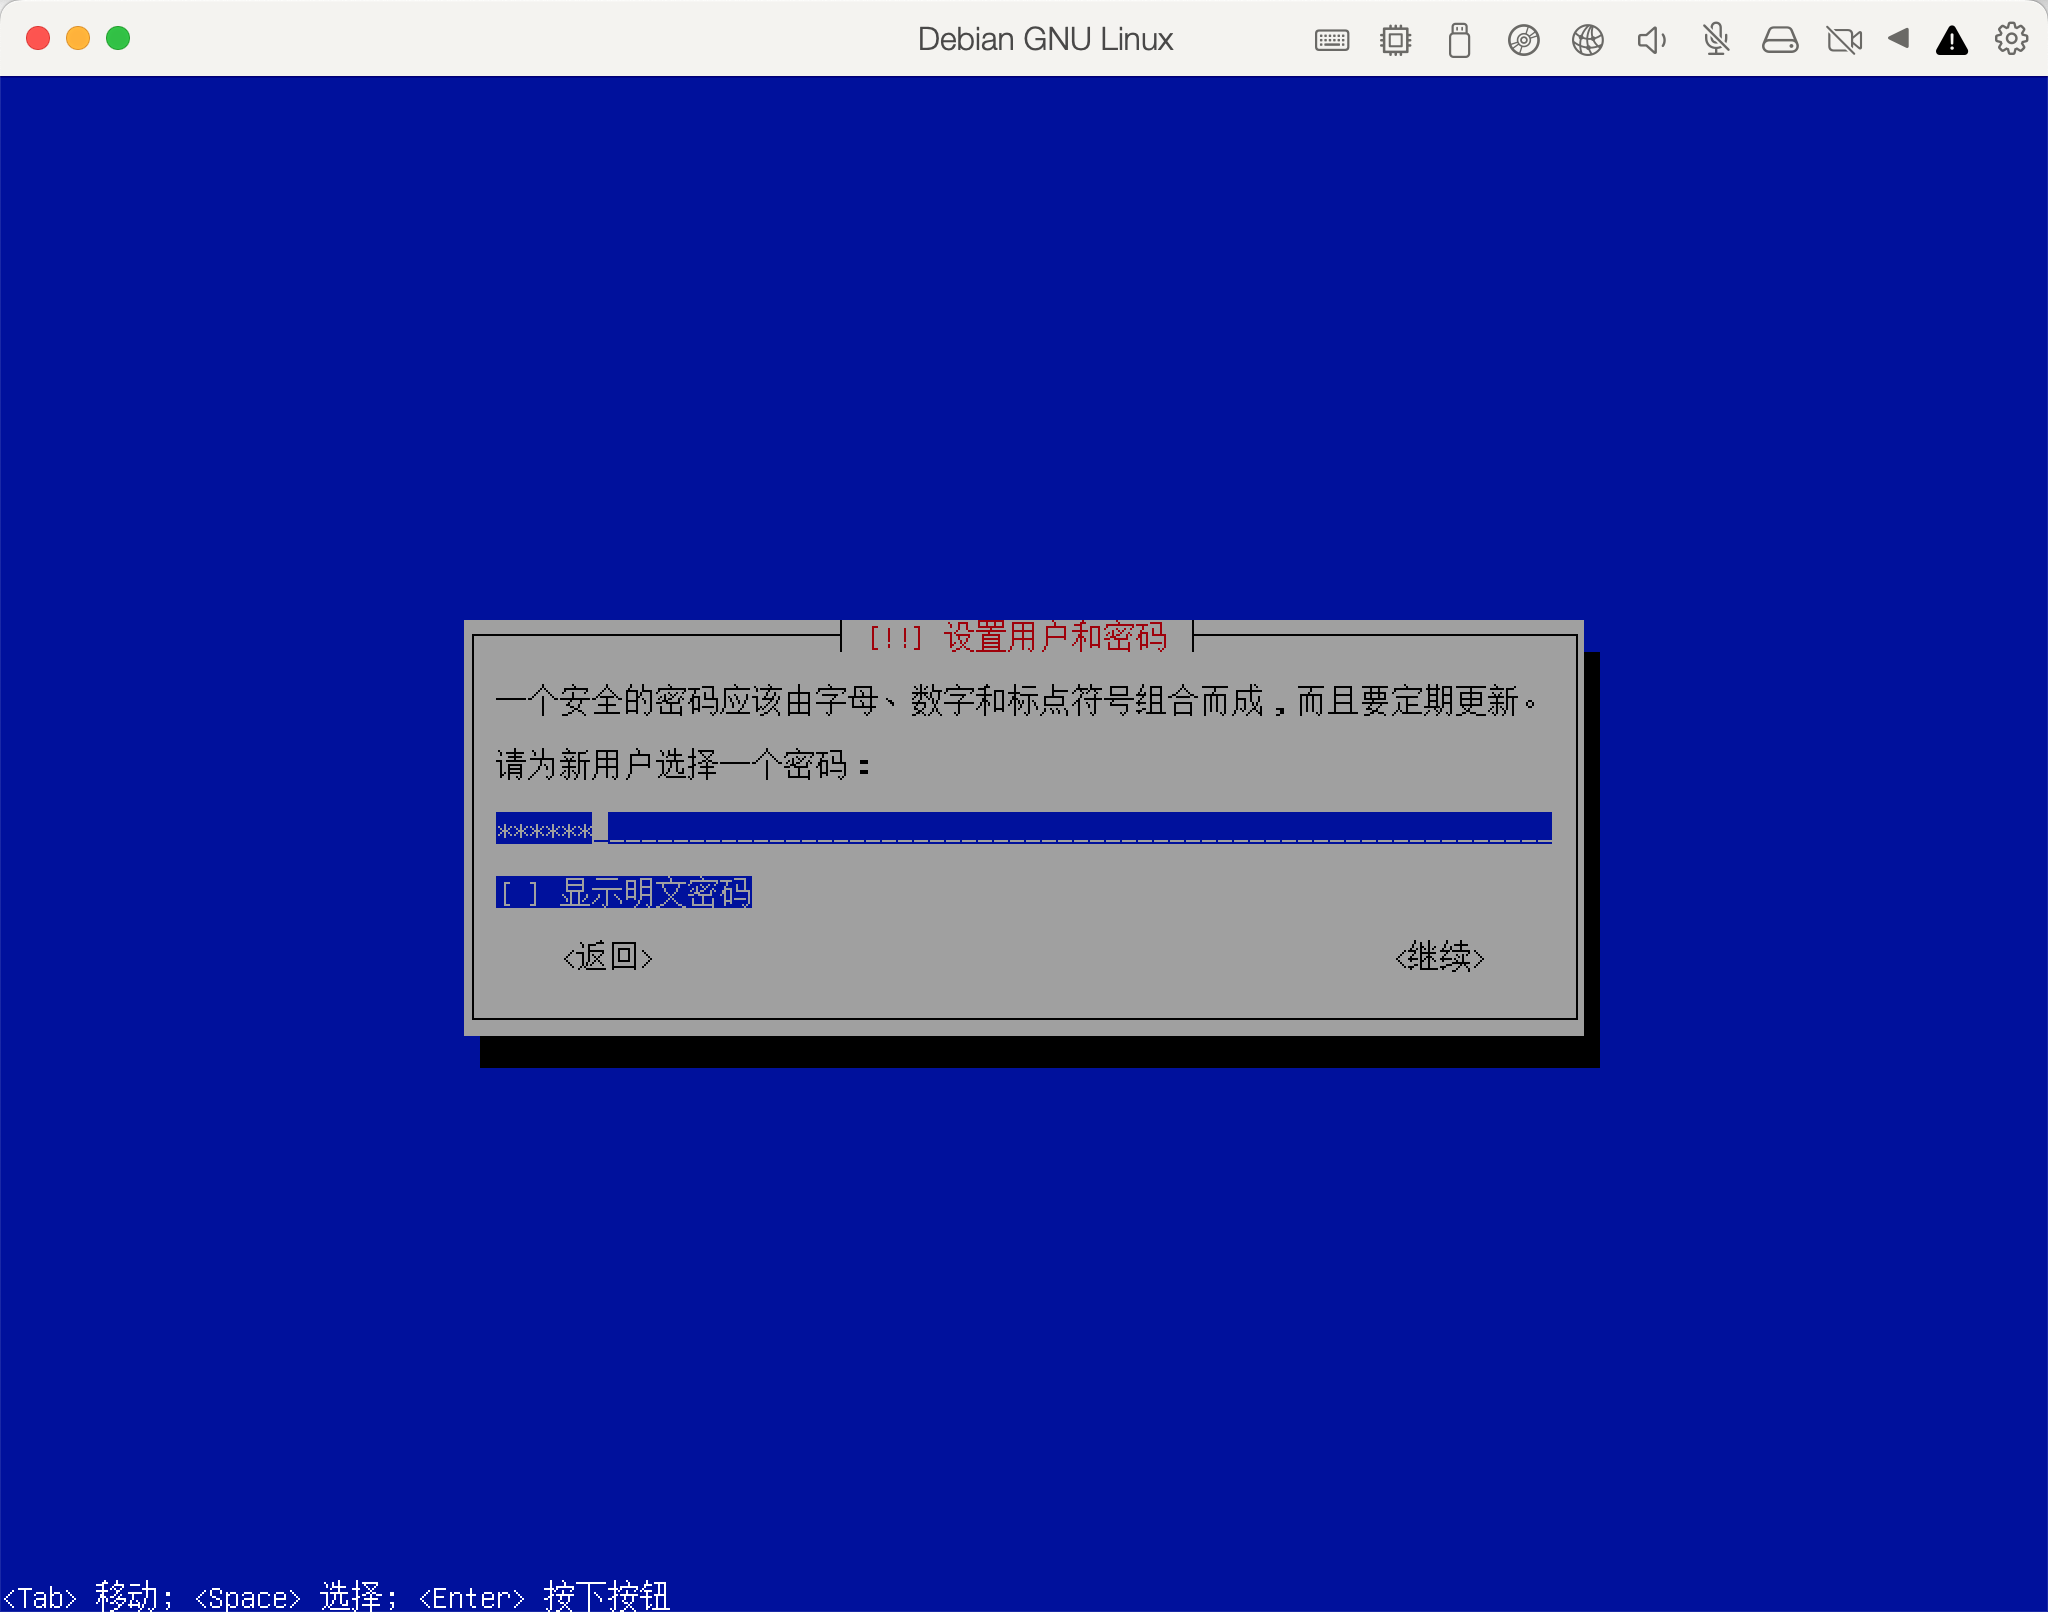 Debian GNU Linux
[!!] 设置用户和密码
一个安全的密码应该由字母、数字和标点符号组合而成，而且要定期更新。
请为新用户选择一个密码：
******
[ ] 显示明文密码
<返回> <继续>
<Tab> 移动; <Space> 选择; <Enter> 按下按钮